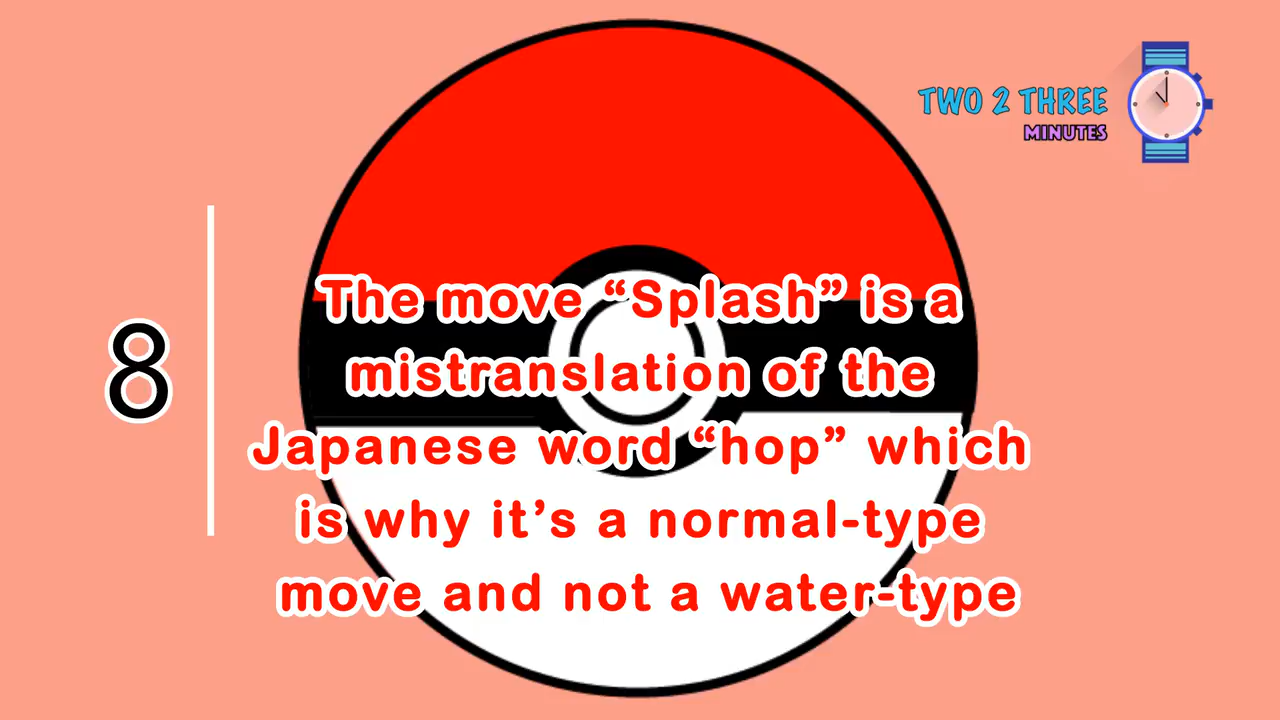 TWO 2 THREE
MINUTES
8
The move “Splash” is a
mistranslation of the
Japanese word “hop” which
is why it’s a normal-type
move and not a water-type